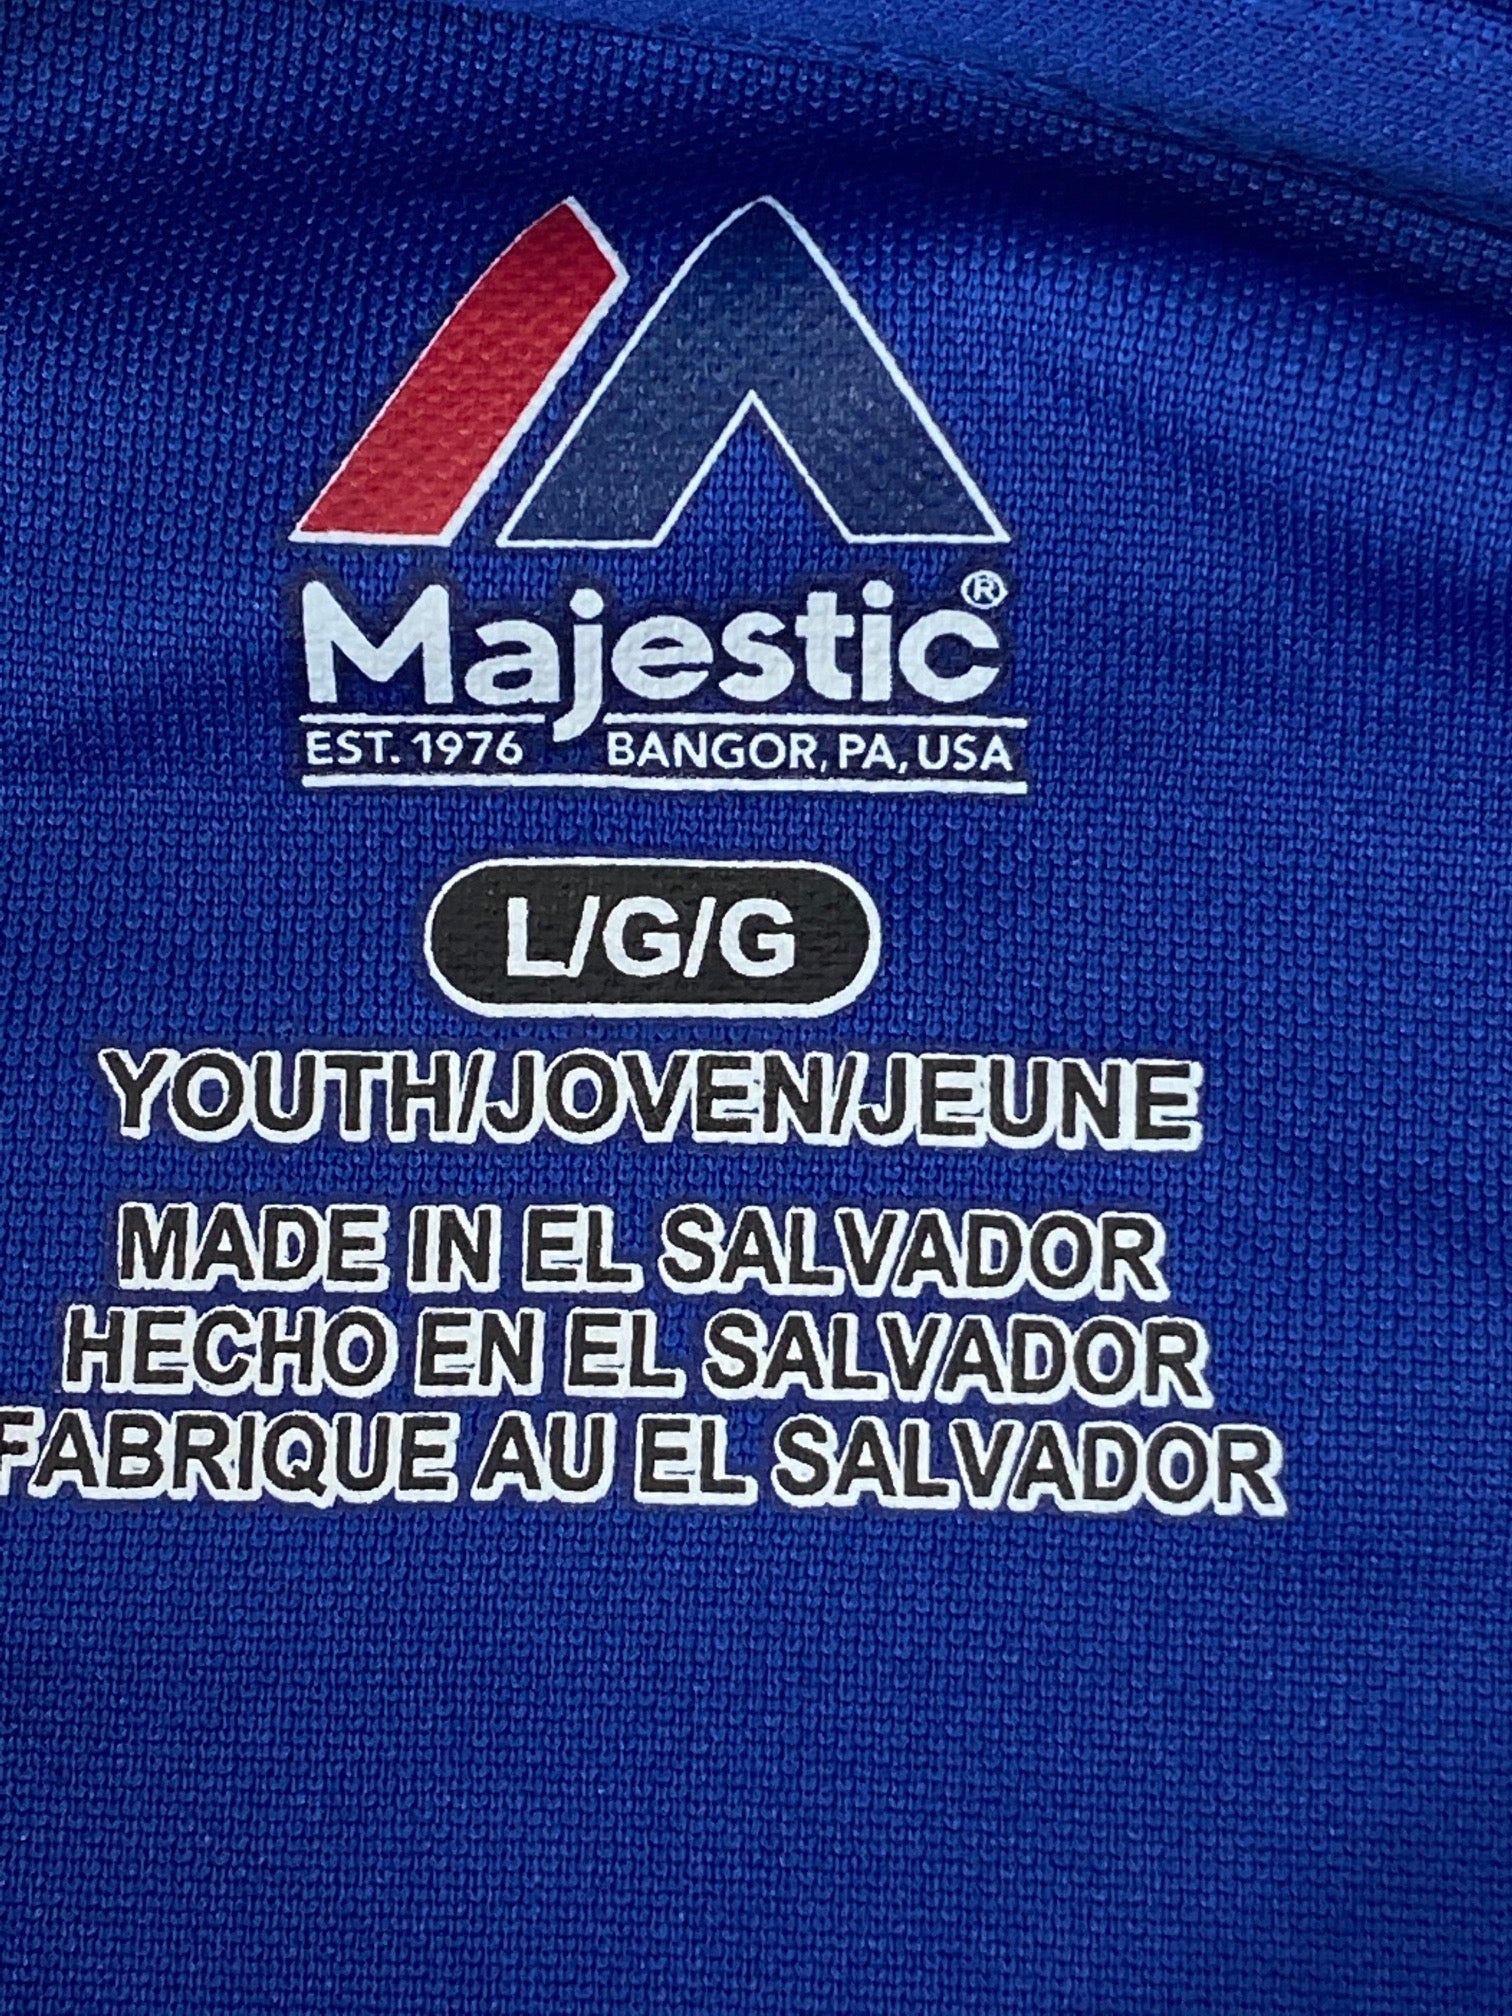 Majestic®
EST. 1976 BANGOR, PA, USA
L/G/G
YOUTH/JOVEN/JEUNE
MADE IN EL SALVADOR
HECHO EN EL SALVADOR
FABRIQUE AU EL SALVADOR